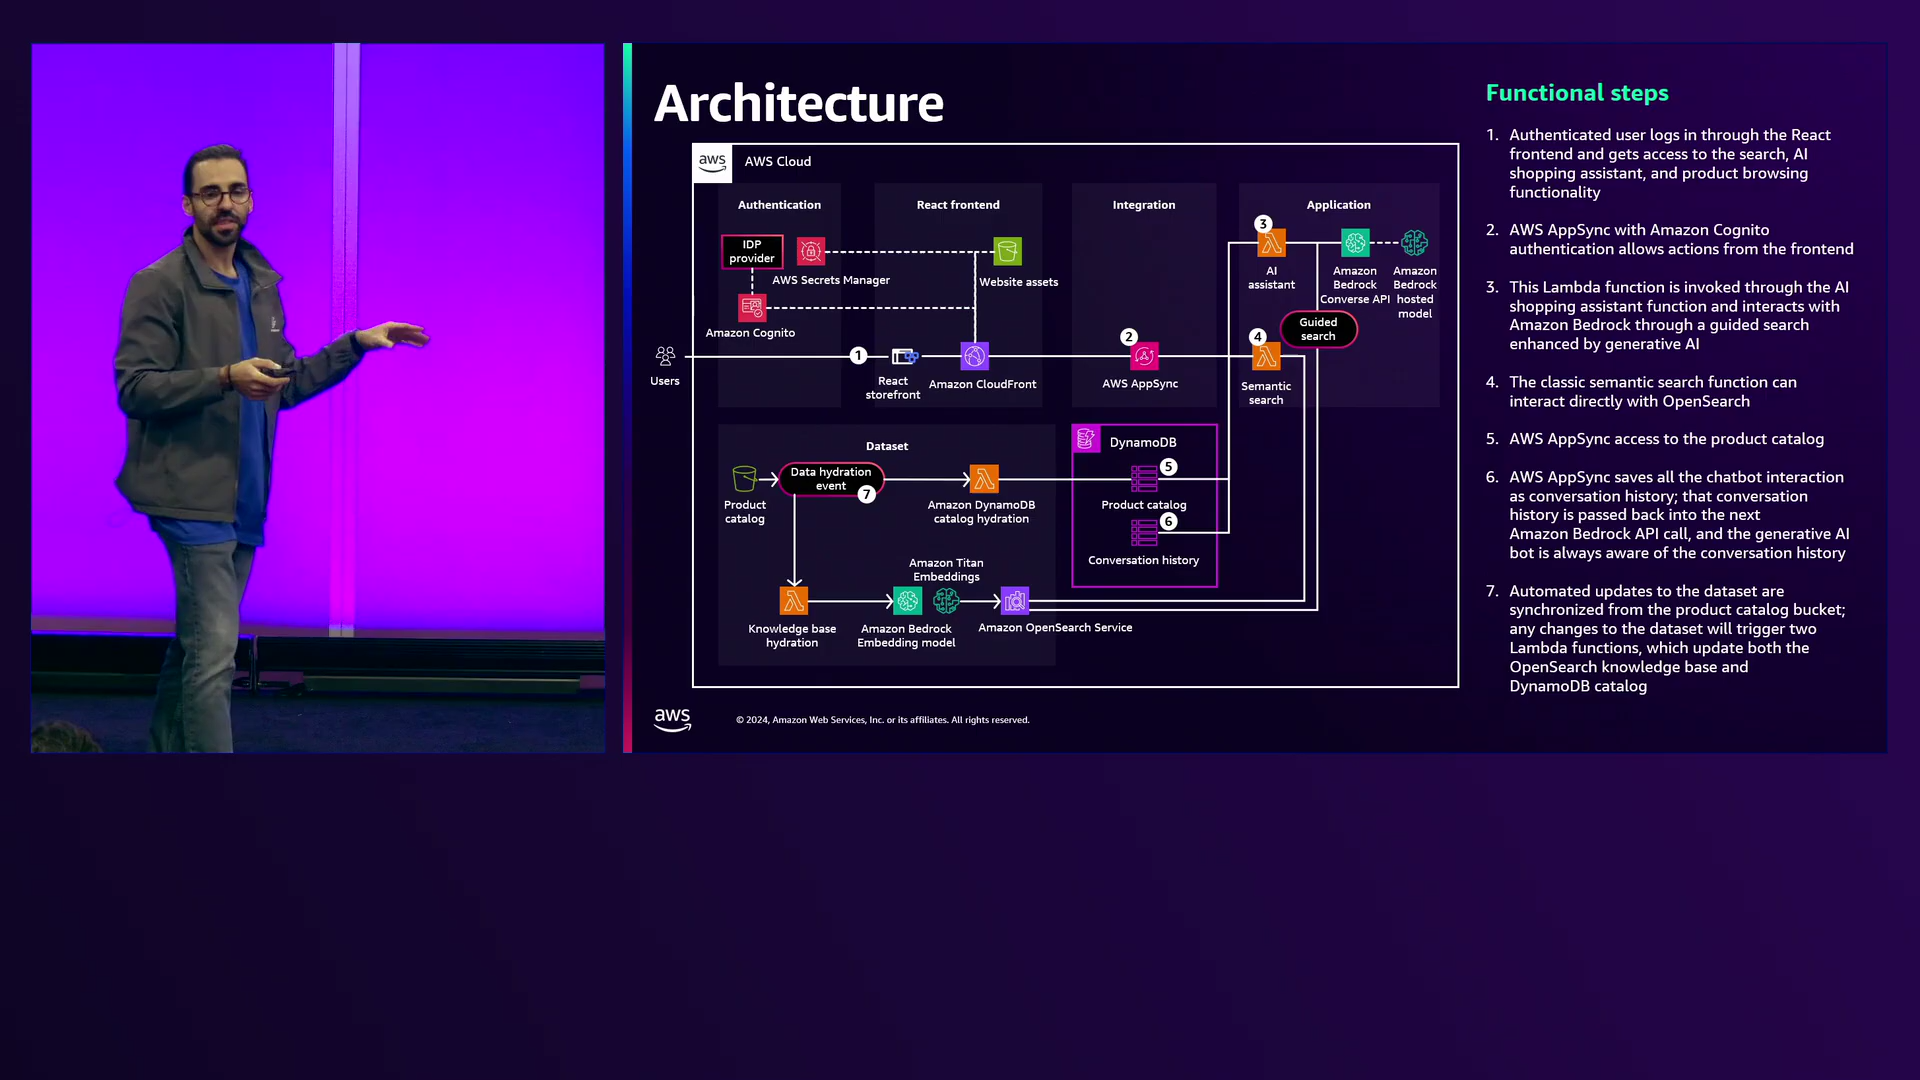 Architecture
aws
AWS Cloud
Authentication
React frontend
Integration
Application
IDP
provider
AWS Secrets Manager
Amazon Cognito
Website assets
3
AI
assistant
Amazon
Bedrock
Converse API
Amazon
Bedrock
hosted
model
Guided
search
Users
1
React
storefront
Amazon CloudFront
2
AWS AppSync
4
Semantic
search
Dataset
Product
catalog
Data hydration
event
7
Amazon DynamoDB
catalog hydration
DynamoDB
5
Product catalog
6
Conversation history
Knowledge base
hydration
Amazon Titan
Embeddings
Amazon Bedrock
Embedding model
Amazon OpenSearch Service
aws
© 2024, Amazon Web Services, Inc. or its affiliates. All rights reserved.
Functional steps
1. Authenticated user logs in through the React
frontend and gets access to the search, AI
shopping assistant, and product browsing
functionality
2. AWS AppSync with Amazon Cognito
authentication allows actions from the frontend
3. This Lambda function is invoked through the AI
shopping assistant function and interacts with
Amazon Bedrock through a guided search
enhanced by generative AI
4. The classic semantic search function can
interact directly with OpenSearch
5. AWS AppSync access to the product catalog
6. AWS AppSync saves all the chatbot interaction
as conversation history; that conversation
history is passed back into the next
Amazon Bedrock API call, and the generative AI
bot is always aware of the conversation history
7. Automated updates to the dataset are
synchronized from the product catalog bucket;
any changes to the dataset will trigger two
Lambda functions, which update both the
OpenSearch knowledge base and
DynamoDB catalog